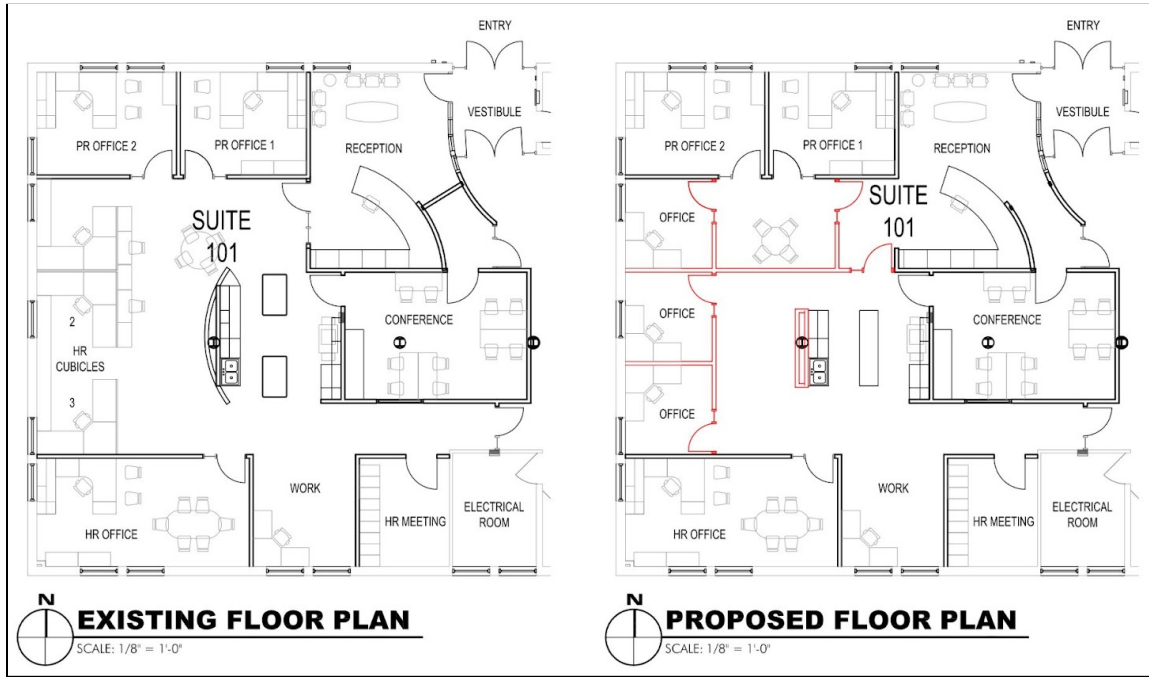 ENTRY
VESTIBULE
PR OFFICE 2
PR OFFICE 1
RECEPTION
SUITE
101
CONFERENCE
2
HR
CUBICLES
3
WORK
HR OFFICE
HR MEETING
ELECTRICAL
ROOM
N
EXISTING FLOOR PLAN
SCALE: 1/8" = 1'-0"
ENTRY
VESTIBULE
PR OFFICE 2
PR OFFICE 1
RECEPTION
OFFICE
SUITE
101
OFFICE
CONFERENCE
OFFICE
WORK
HR OFFICE
HR MEETING
ELECTRICAL
ROOM
N
PROPOSED FLOOR PLAN
SCALE: 1/8" = 1'-0"